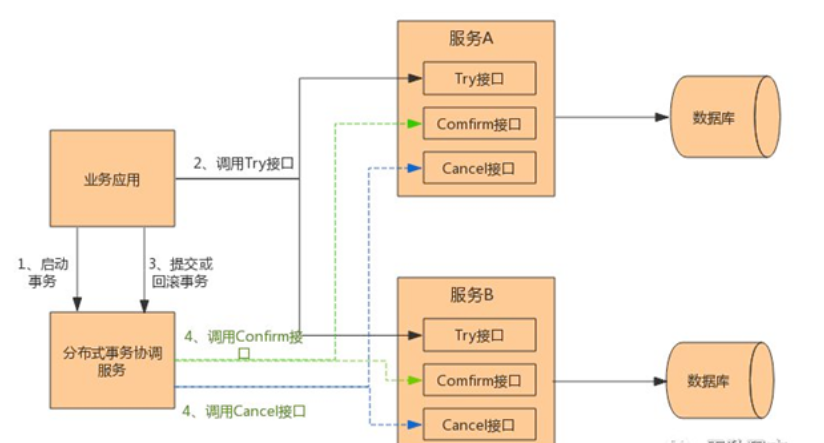 服务A
Try接口
Comfirm接口
Cancel接口
数据库
业务应用
2、调用Try接口
1、启动
事务
3、提交或
回滚事务
分布式事务协调
服务
4、调用Confirm接
口
4、调用Cancel接口
服务B
Try接口
Comfirm接口
Cancel接口
数据库